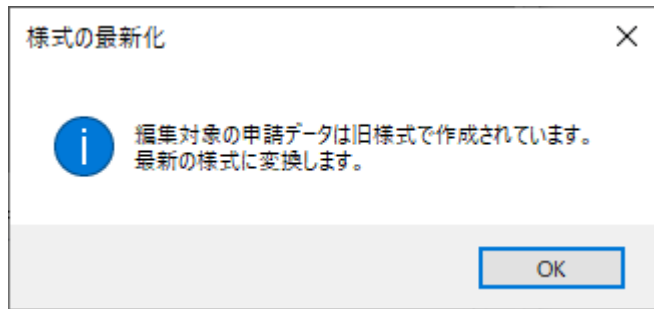 様式の最新化
編集対象の申請データは旧様式で作成されています。
最新の様式に変換します。
OK